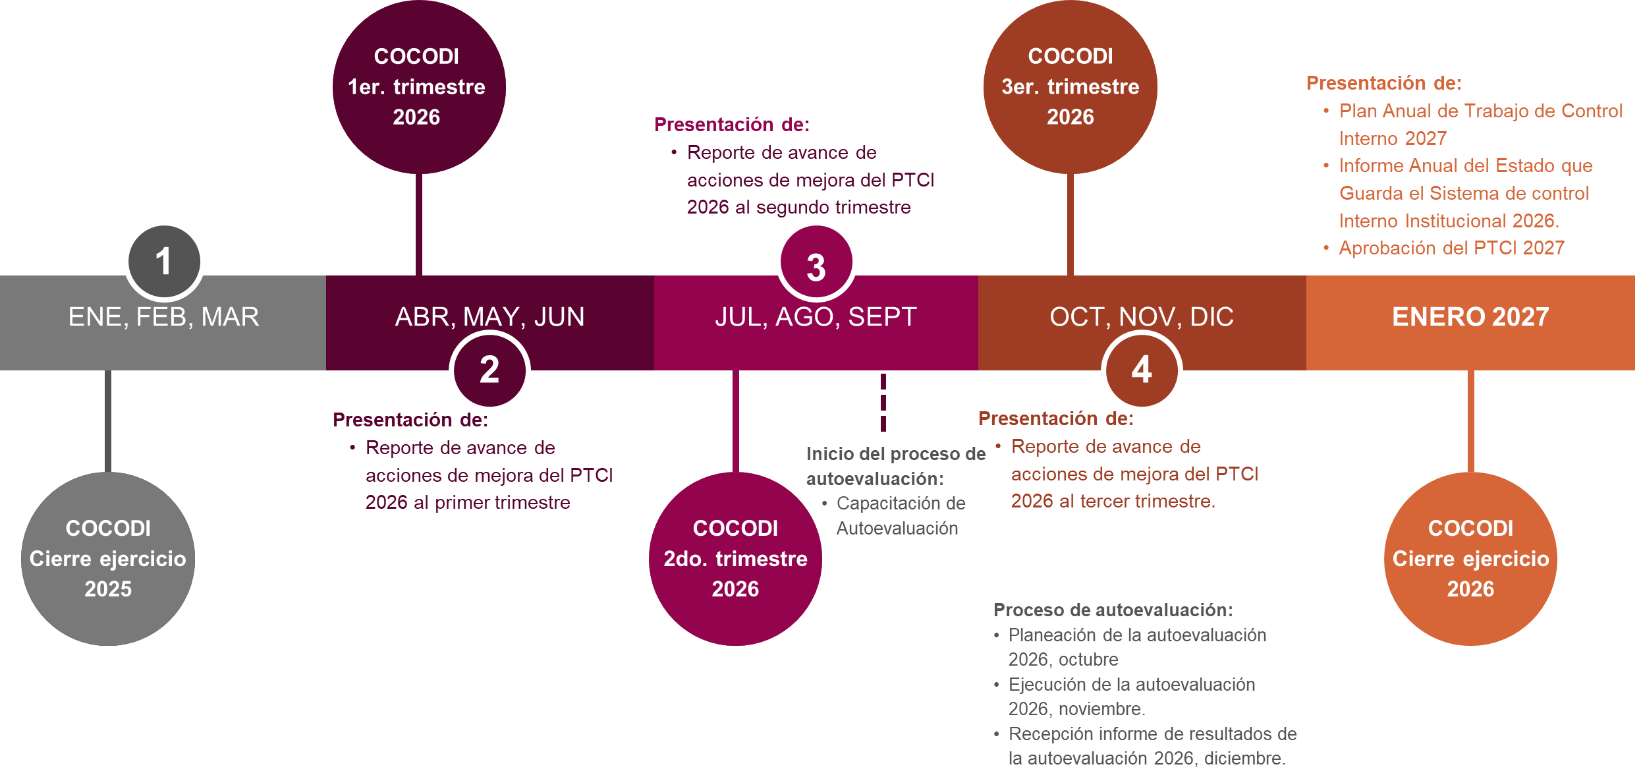 COCODI
1er. trimestre
2026
COCODI
3er. trimestre
2026
Presentación de:
• Reporte de avance de
acciones de mejora del PTCI
2026 al segundo trimestre
Presentación de:
• Plan Anual de Trabajo de Control
Interno 2027
• Informe Anual del Estado que
Guarda el Sistema de control
Interno Institucional 2026.
• Aprobación del PTCI 2027
1
3
ENE, FEB, MAR
ABR, MAY, JUN
JUL, AGO, SEPT
OCT, NOV, DIC
ENERO 2027
2
4
Presentación de:
• Reporte de avance de
acciones de mejora del PTCI
2026 al primer trimestre
Inicio del proceso de
autoevaluación:
• Capacitación de
Autoevaluación
Presentación de:
• Reporte de avance de
acciones de mejora del PTCI
2026 al tercer trimestre.
COCODI
Cierre ejercicio
2025
COCODI
2do. trimestre
2026
COCODI
Cierre ejercicio
2026
Proceso de autoevaluación:
• Planeación de la autoevaluación
2026, octubre
• Ejecución de la autoevaluación
2026, noviembre.
• Recepción informe de resultados de
la autoevaluación 2026, diciembre.